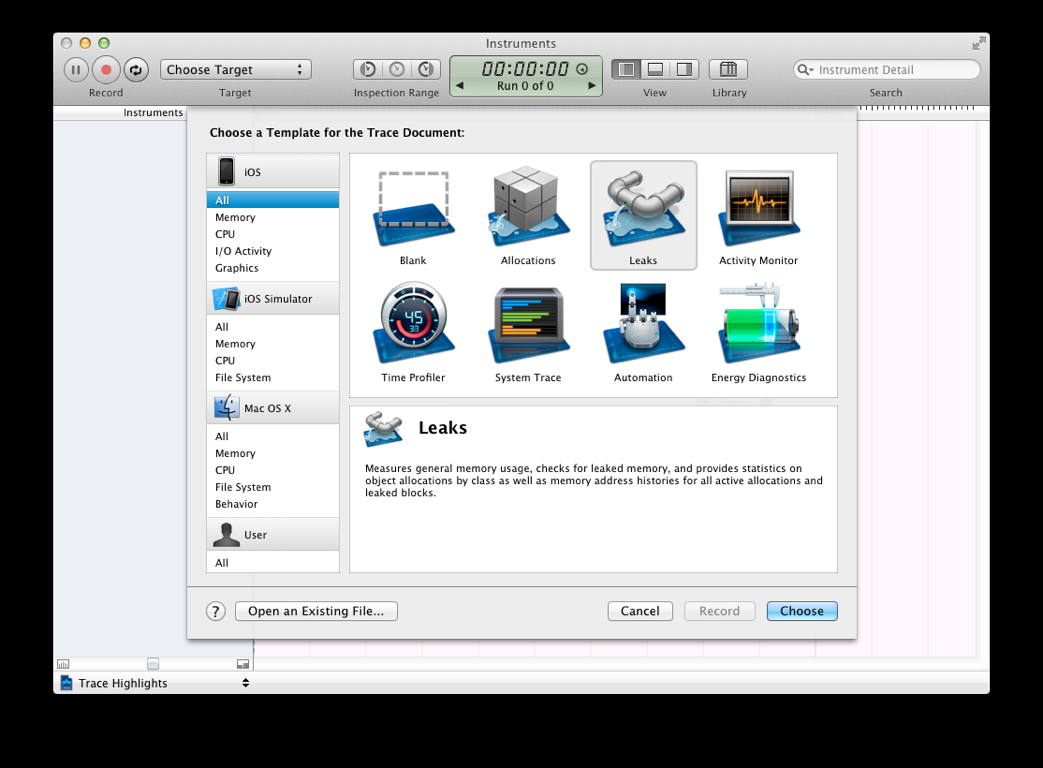 Instruments
Choose Target
00:00:00
Run 0 of 0
Instrument Detail
Record
Target
Inspection Range
View
Library
Search
Instruments
Choose a Template for the Trace Document:
iOS
All
Memory
CPU
I/O Activity
Graphics
iOS Simulator
All
Memory
CPU
File System
Mac OS X
All
Memory
CPU
File System
Behavior
User
All
Blank
Allocations
Leaks
Activity Monitor
45
33
Time Profiler
System Trace
Automation
Energy Diagnostics
Leaks
Measures general memory usage, checks for leaked memory, and provides statistics on
object allocations by class as well as memory address histories for all active allocations and
leaked blocks.
?
Open an Existing File...
Cancel
Record
Choose
Trace Highlights